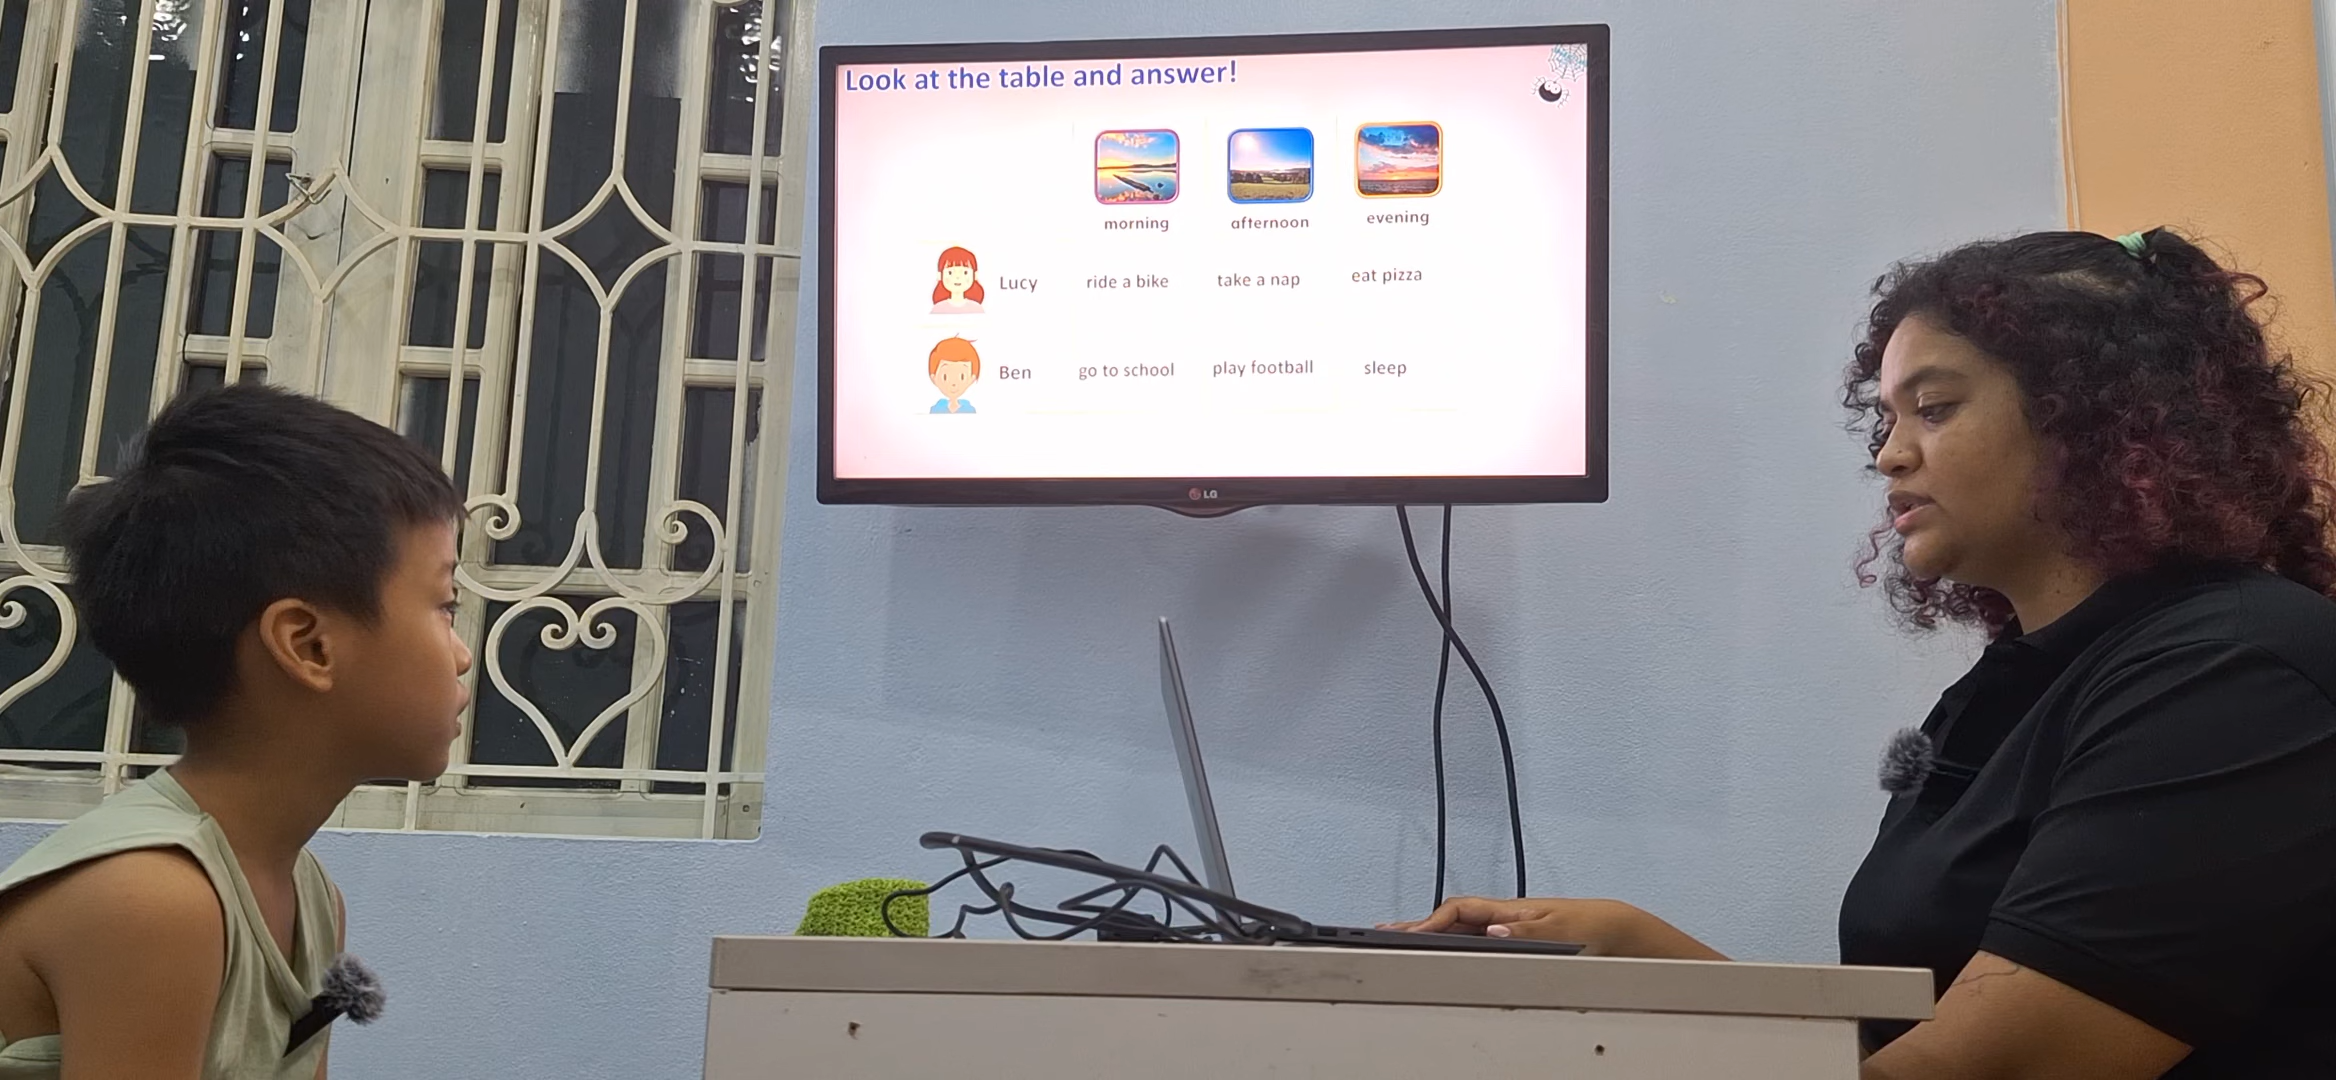 Look at the table and answer!
morning afternoon evening
Lucy ride a bike take a nap eat pizza
Ben go to school play football sleep
LG